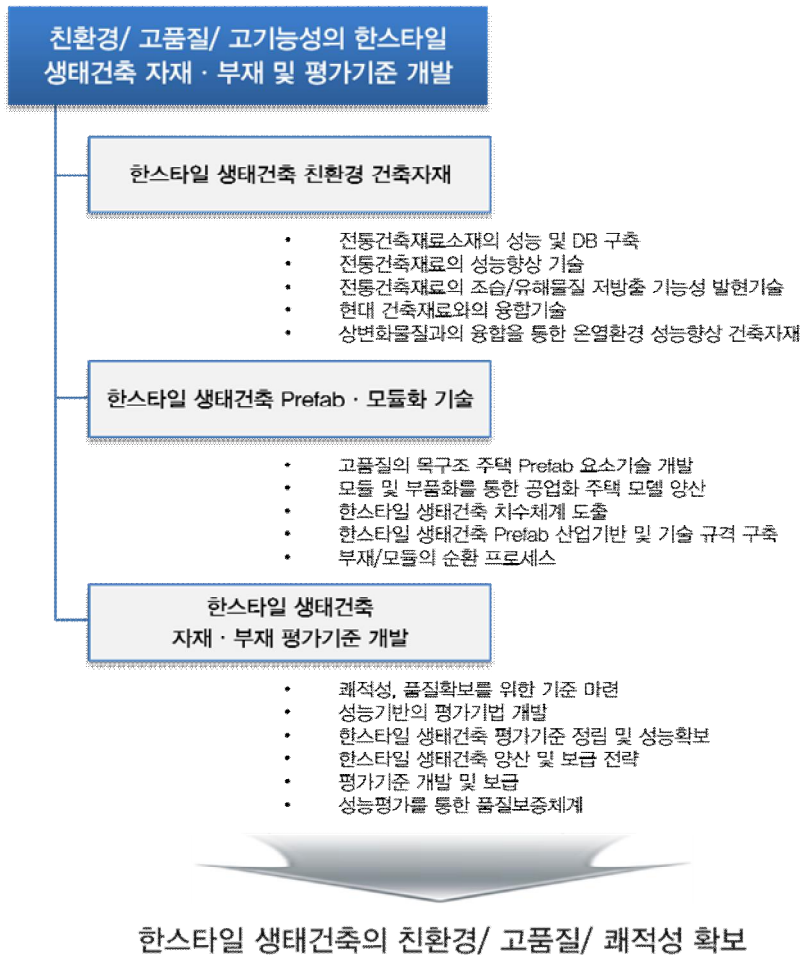 친환경/ 고품질/ 고기능성의 한스타일
생태건축 자재 · 부재 및 평가기준 개발
한스타일 생태건축 친환경 건축자재
• 전통건축재료소재의 성능 및 DB 구축
• 전통건축재료의 성능향상 기술
• 전통건축재료의 조습/유해물질 저방출 기능성 발현기술
• 현대 건축재료와의 융합기술
• 상변화물질과의 융합을 통한 온열환경 성능향상 건축자재
한스타일 생태건축 Prefab · 모듈화 기술
• 고품질의 목구조 주택 Prefab 요소기술 개발
• 모듈 및 부품화를 통한 공업화 주택 모델 양산
• 한스타일 생태건축 치수체계 도출
• 한스타일 생태건축 Prefab 산업기반 및 기술 규격 구축
• 부재/모듈의 순환 프로세스
한스타일 생태건축
자재 · 부재 평가기준 개발
• 쾌적성, 품질확보를 위한 기준 마련
• 성능기반의 평가기법 개발
• 한스타일 생태건축 평가기준 정립 및 성능확보
• 한스타일 생태건축 양산 및 보급 전략
• 평가기준 개발 및 보급
• 성능평가를 통한 품질보증체계
한스타일 생태건축의 친환경/ 고품질/ 쾌적성 확보